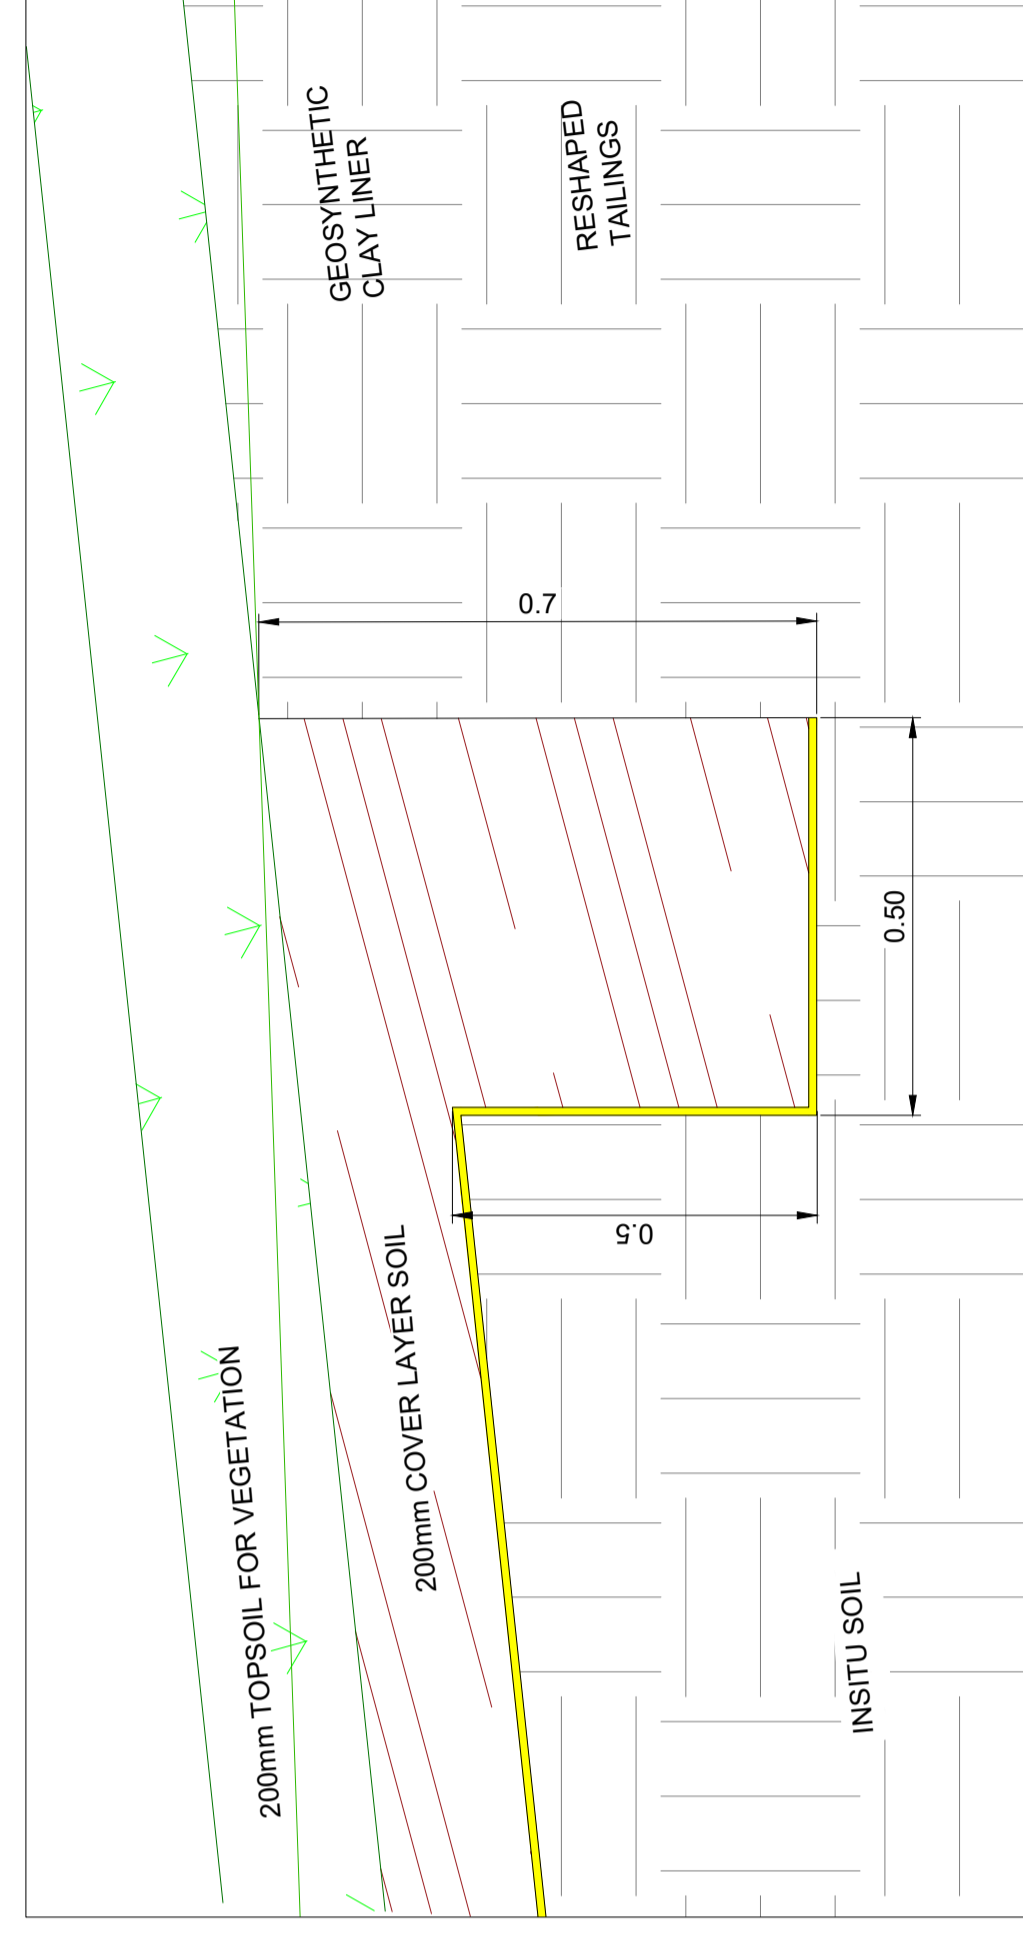 GEOSYNTHETIC
CLAY LINER
RESHAPED
TAILINGS
0.7
0.50
0.5
200mm TOPSOIL FOR VEGETATION
200mm COVER LAYER SOIL
INSITU SOIL